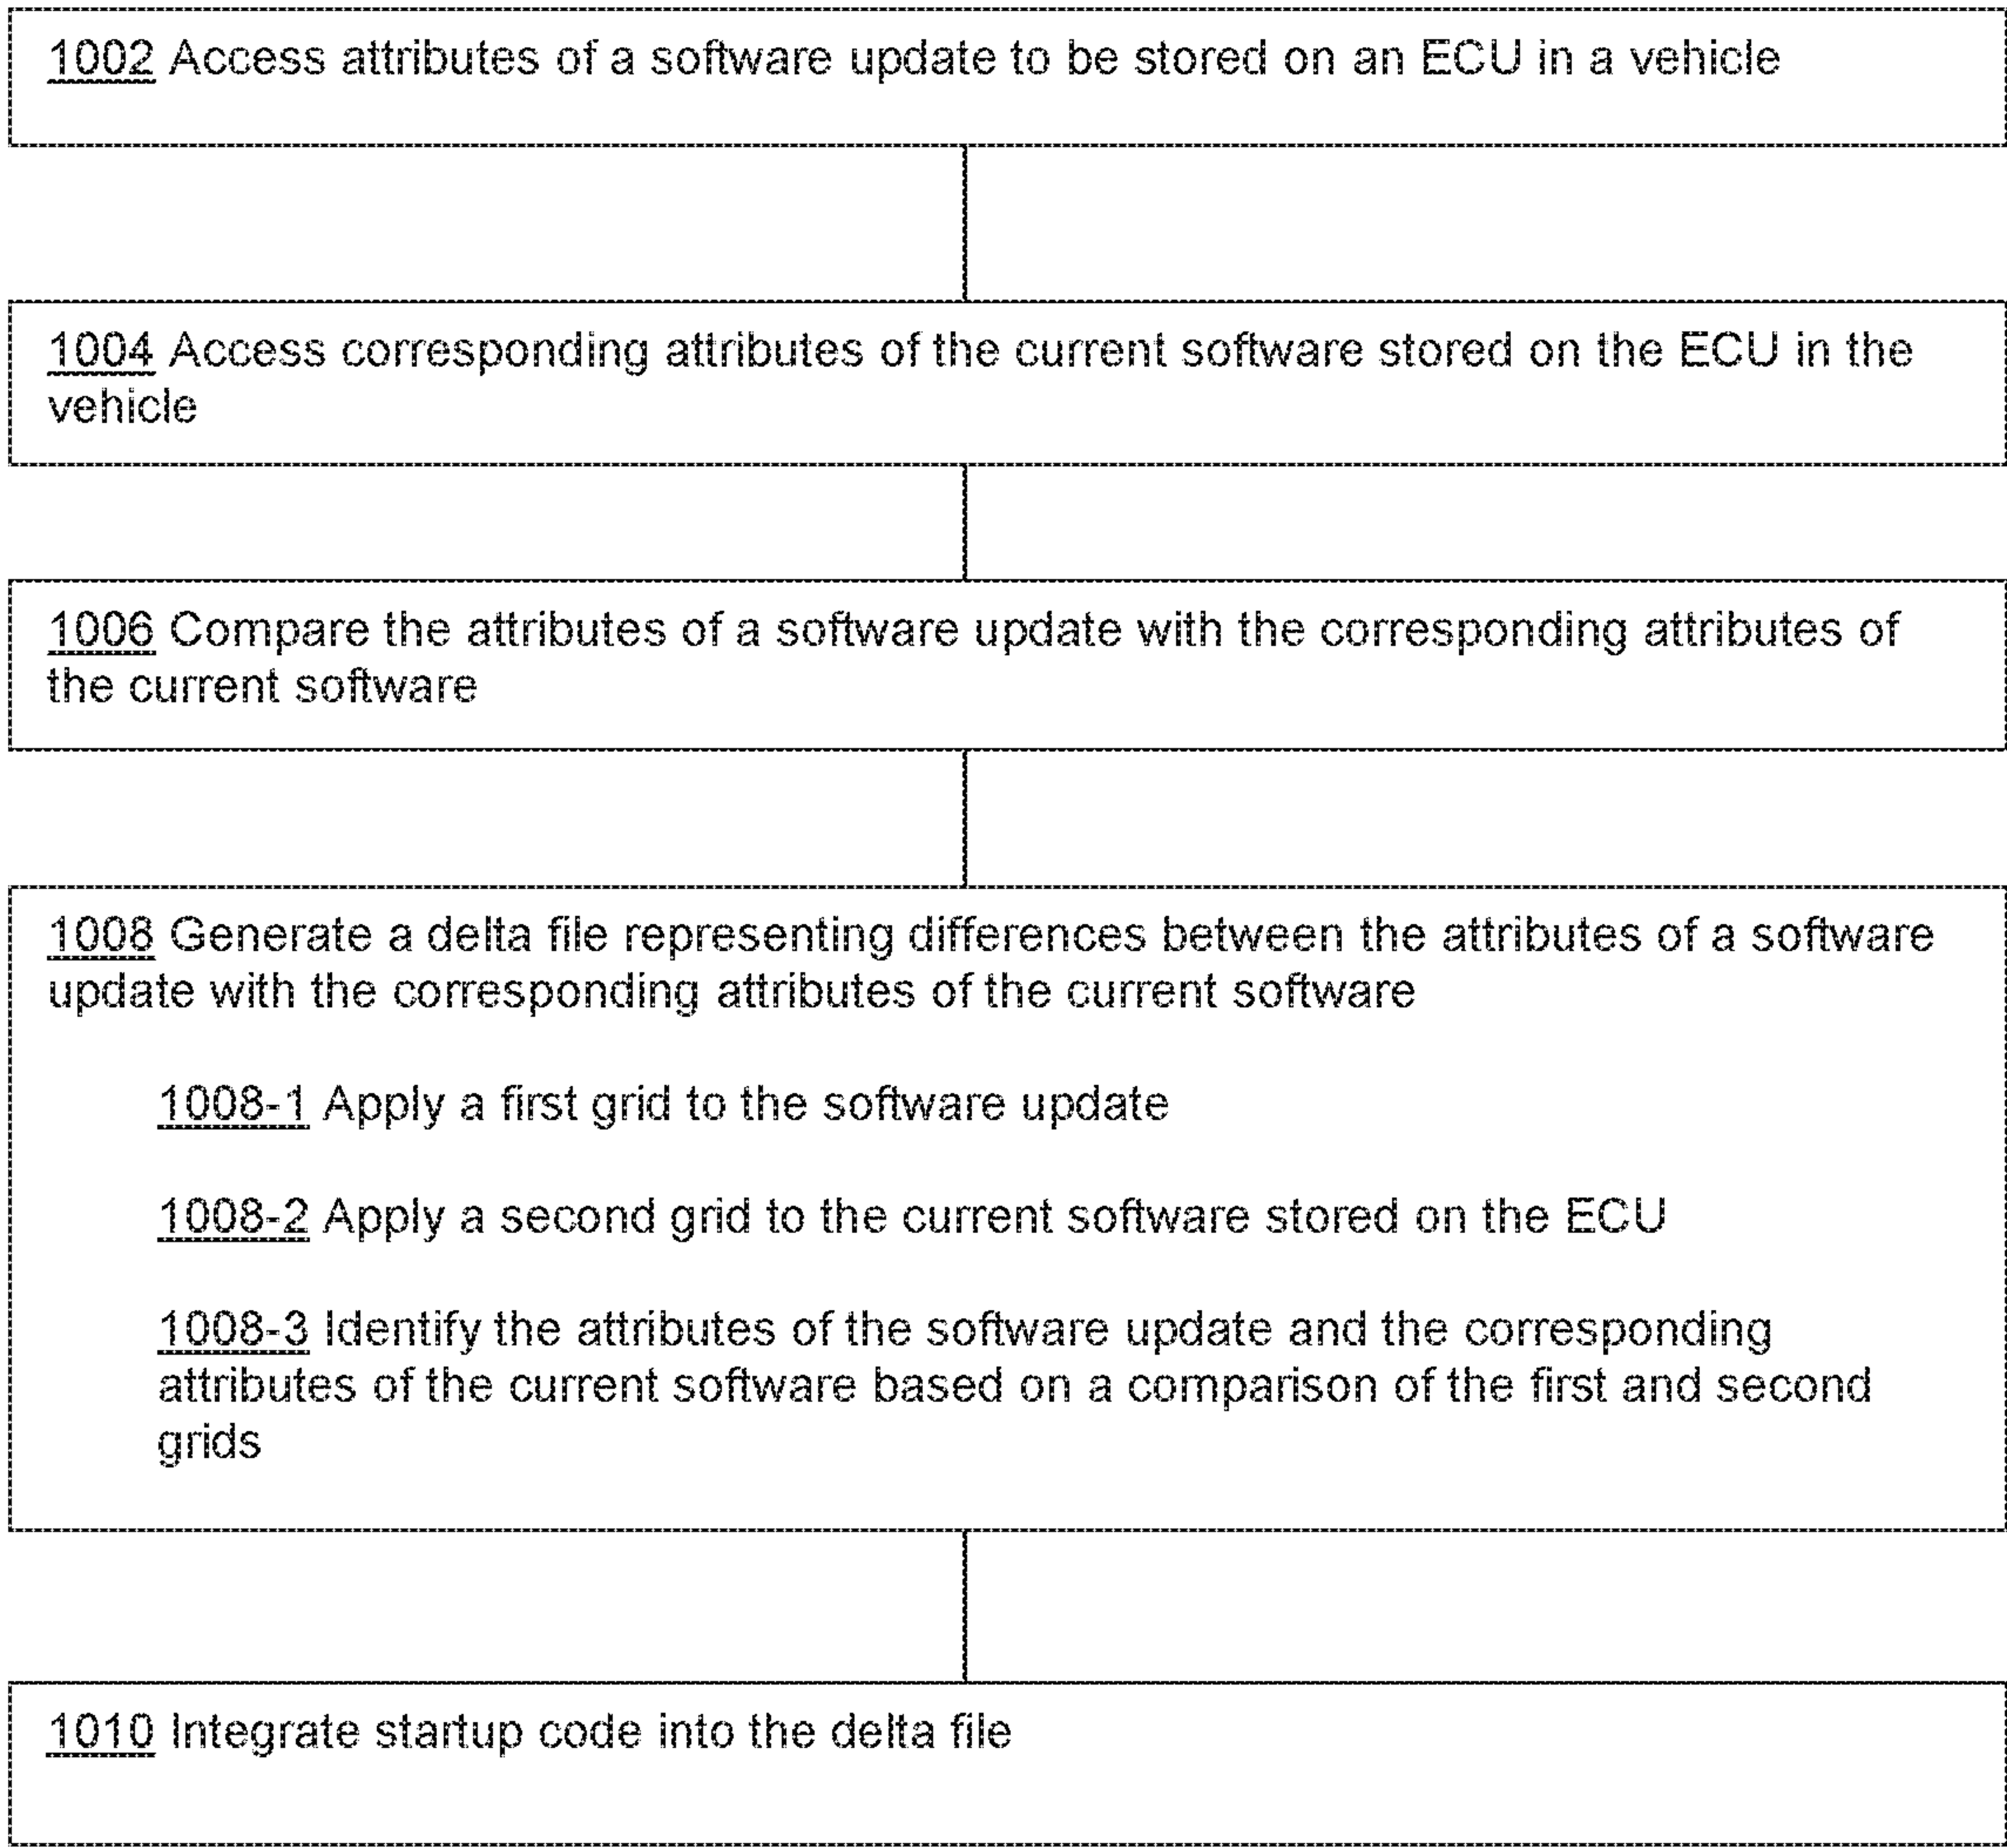 1002 Access attributes of a software update to be stored on an ECU in a vehicle
1004 Access corresponding attributes of the current software stored on the ECU in the
vehicle
1006 Compare the attributes of a software update with the corresponding attributes of
the current software
1008 Generate a delta file representing differences between the attributes of a software
update with the corresponding attributes of the current software
1008-1 Apply a first grid to the software update
1008-2 Apply a second grid to the current software stored on the ECU
1008-3 Identify the attributes of the software update and the corresponding
attributes of the current software based on a comparison of the first and second
grids
1010 Integrate startup code into the delta file